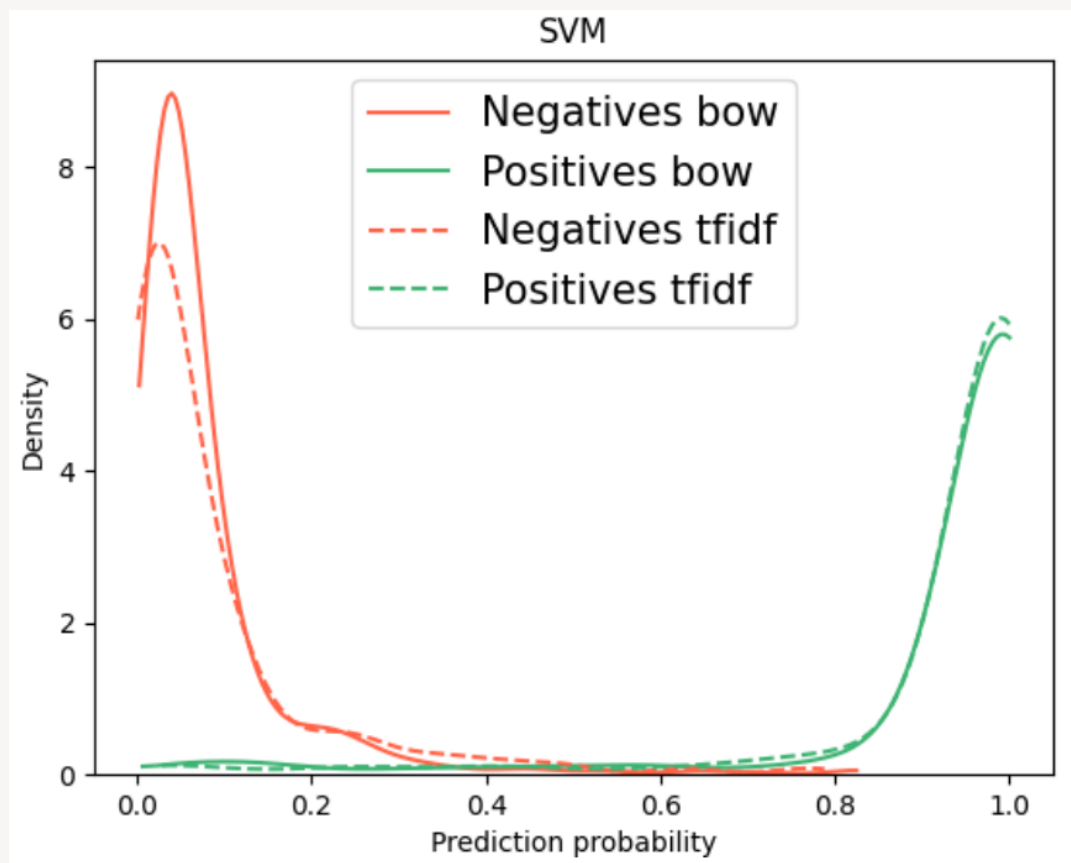 SVM
Negatives bow
Positives bow
Negatives tfidf
Positives tfidf
8
6
4
2
0
Density
0.0 0.2 0.4 0.6 0.8 1.0
Prediction probability